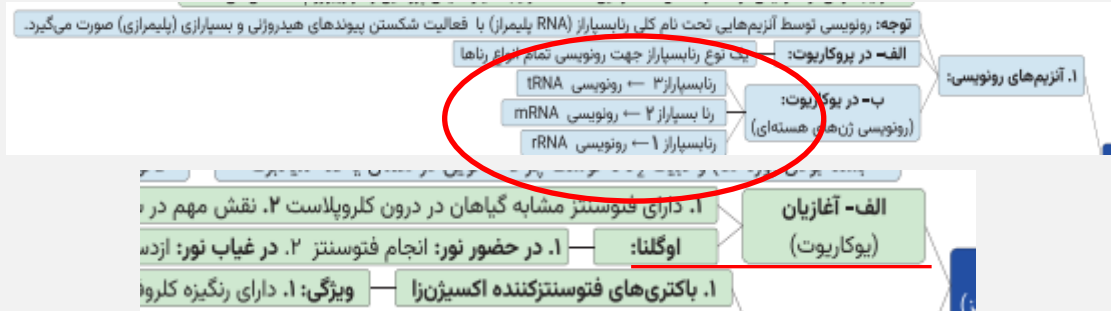 توجه: رونویسی توسط آنزیم‌هایی تحت نام کلی رنابسپاراز (RNA پلیمراز) با فعالیت شکستن پیوندهای هیدروژنی و بسپارازی (پلیمرازی) صورت می‌گیرد.
۱. آنزیم‌های رونویسی:
الف- در پروکاریوت: یک نوع رنابسپاراز جهت رونویسی تمام انواع رناها
ب- در یوکاریوت:
(رونویسی ژن‌های هسته‌ای)
رنابسپاراز۳ ← رونویسی tRNA
رنا بسپاراز ۲ ← رونویسی mRNA
رنابسپاراز ۱ ← رونویسی rRNA
الف- آغازیان
(یوکاریوت)
۱. دارای فتوسنتز مشابه گیاهان در درون کلروپلاست ۲. نقش مهم در
اوگلنا: ۱. در حضور نور: انجام فتوسنتز ۲. در غیاب نور:
۱. باکتری‌های فتوسنتزکننده اکسیژن‌زا
ویژگی: ۱. دارای رنگیزه